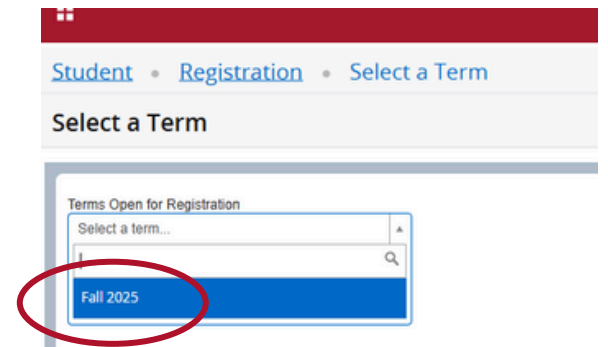 Student • Registration • Select a Term
Select a Term
Terms Open for Registration
Select a term...
Fall 2025